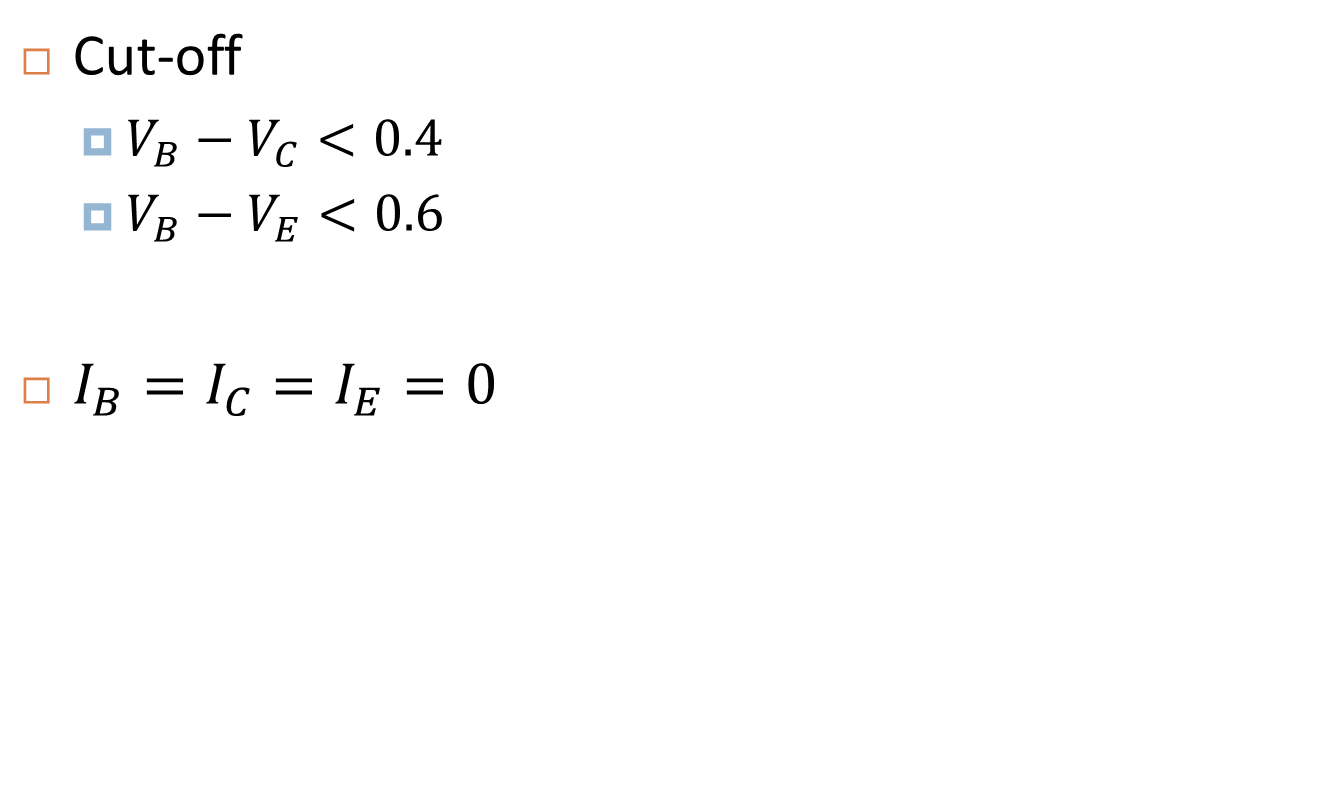 Cut-off
V_B − V_C < 0.4
V_B − V_E < 0.6
I_B = I_C = I_E = 0